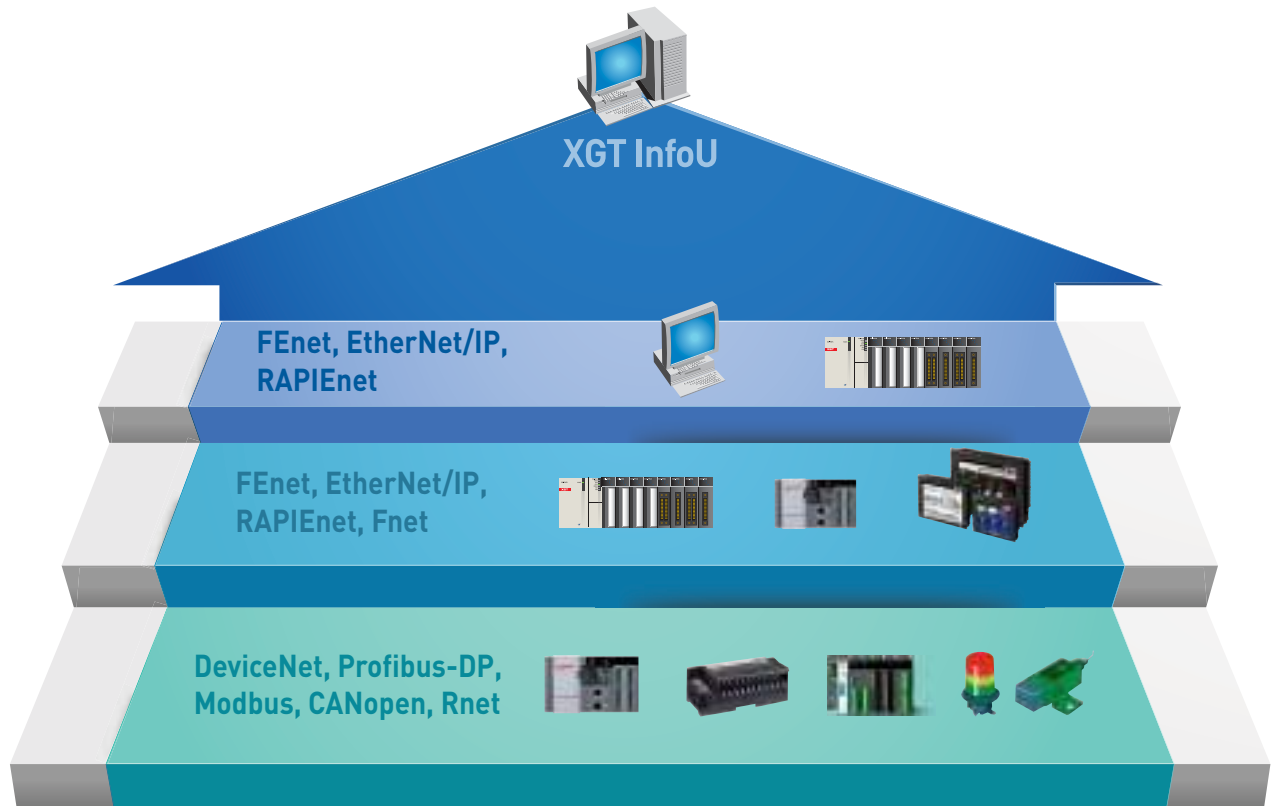 XGT InfoU
FEnet, EtherNet/IP,
RAPIEnet
FEnet, EtherNet/IP,
RAPIEnet, Fnet
DeviceNet, Profibus-DP,
Modbus, CANopen, Rnet